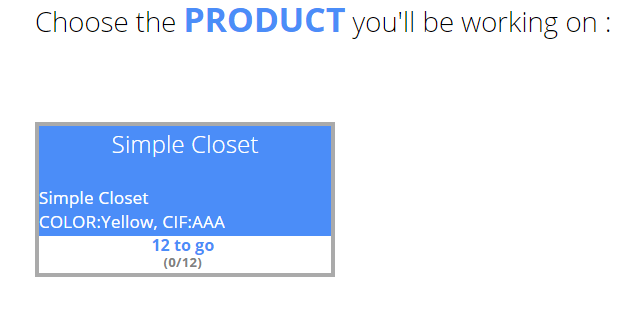 Choose the PRODUCT you'll be working on :
Simple Closet
Simple Closet
COLOR:Yellow, CIF:AAA
12 to go
(0/12)